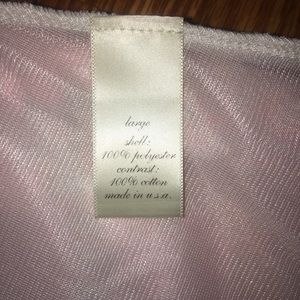 large
shell:
100% polyester
contrast:
100% cotton
made in u.s.a.